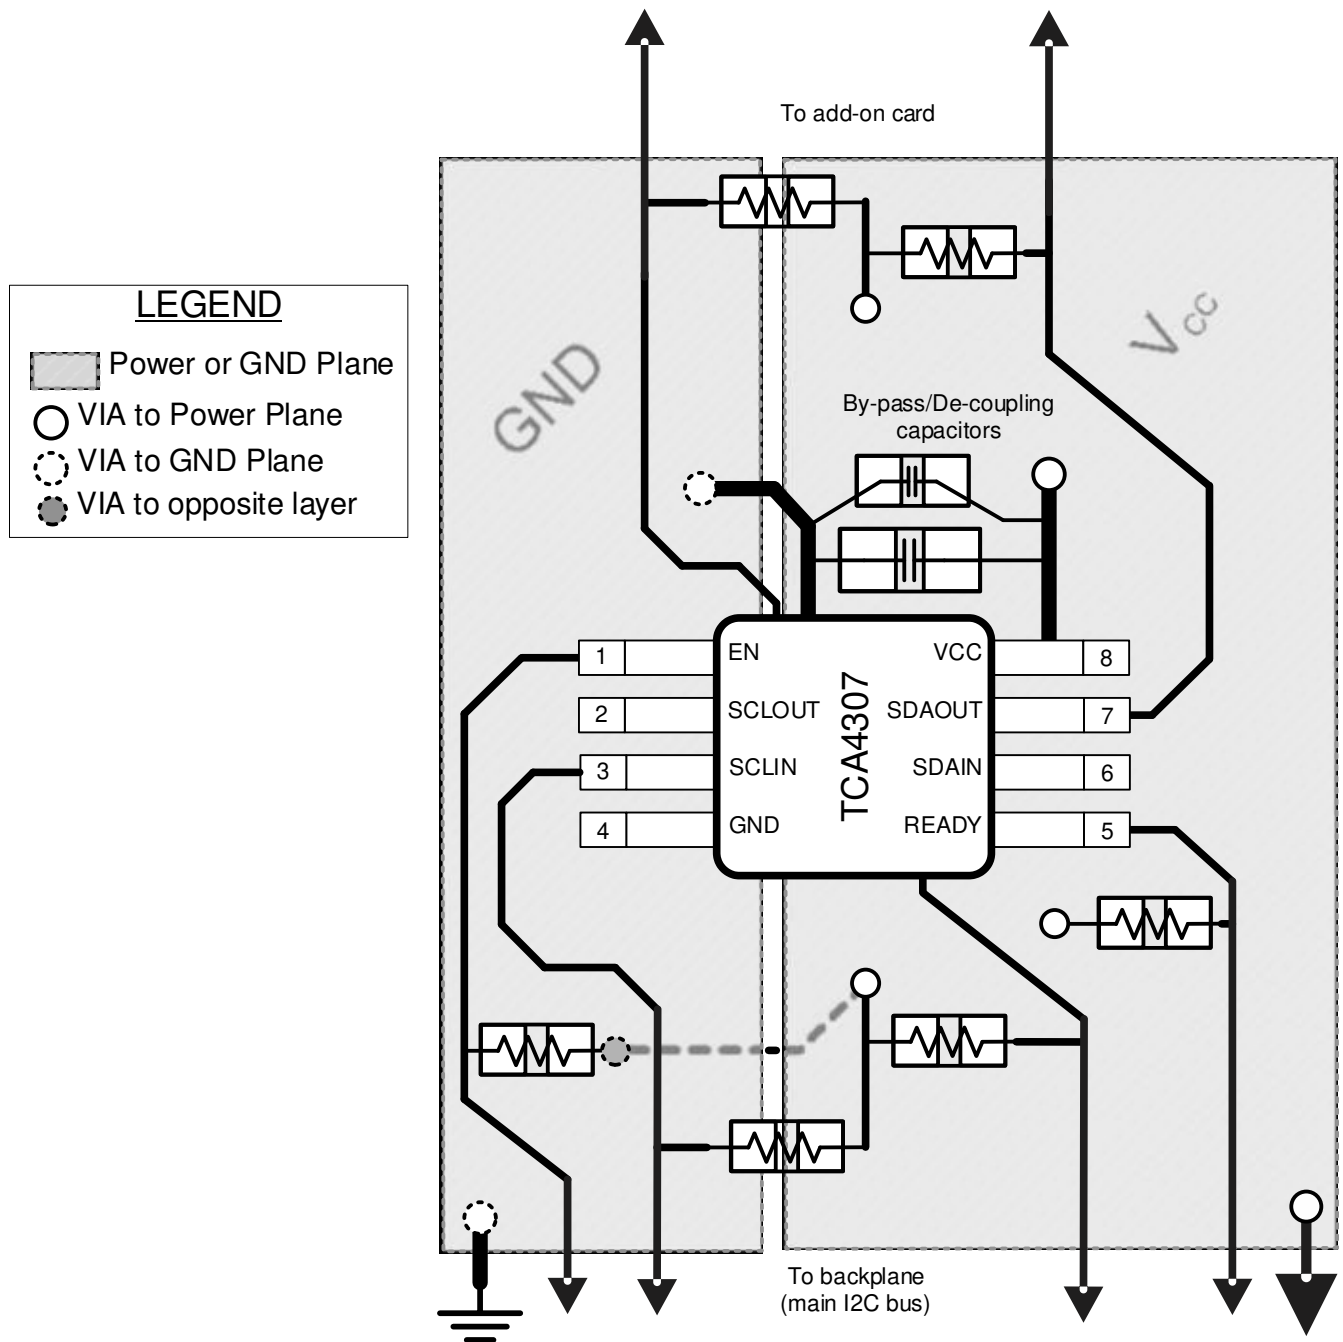 To add-on card
LEGEND
Power or GND Plane
VIA to Power Plane
VIA to GND Plane
VIA to opposite layer
GND
VCC
By-pass/De-coupling
capacitors
1 EN VCC 8
2 SCLOUT SDAOUT 7
3 SCLIN SDAIN 6
4 GND READY 5
TCA4307
To backplane
(main I2C bus)